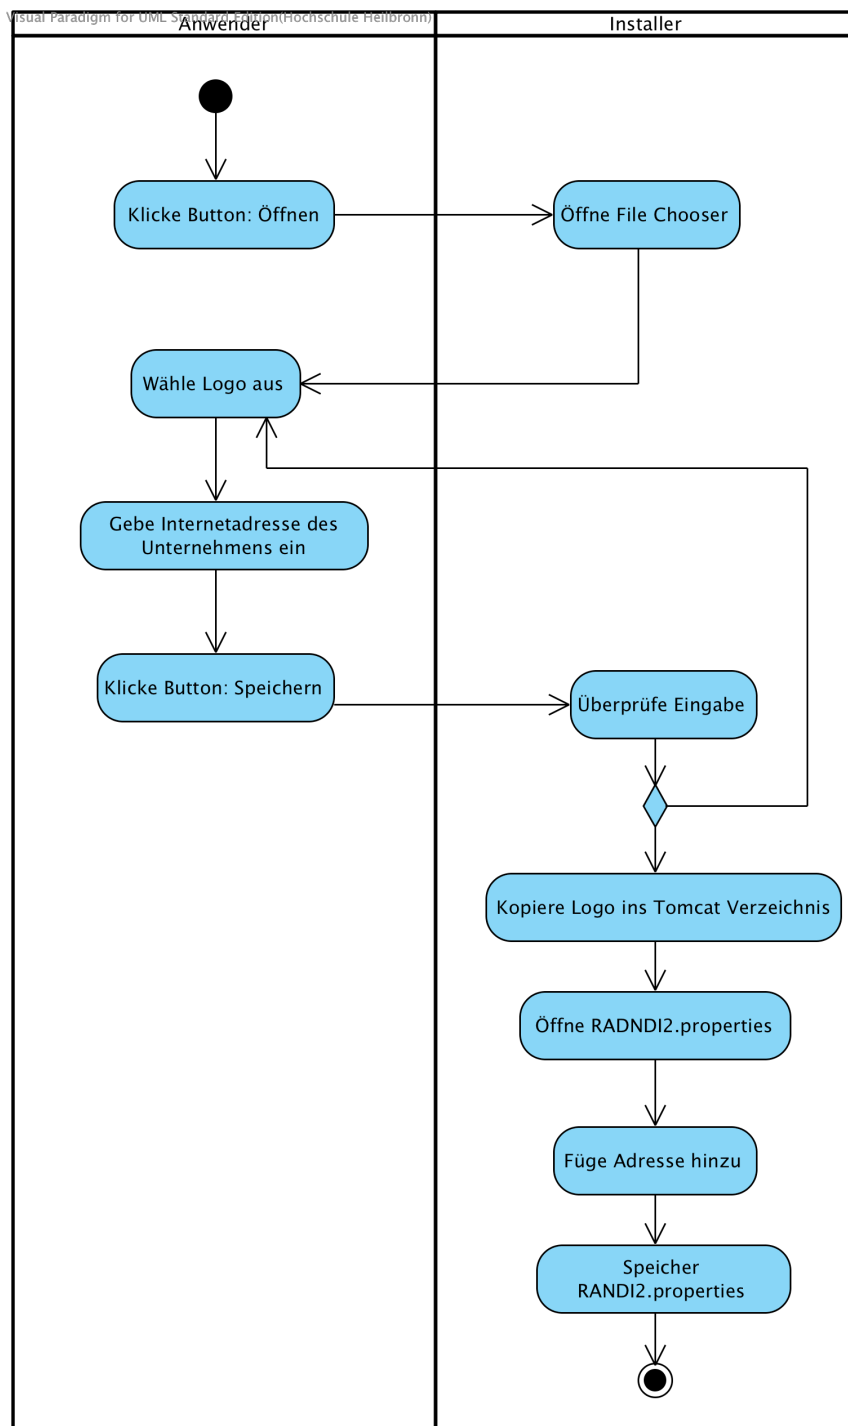 Visual Paradigm for UML Standard Edition(Hochschule Heilbronn)
Anwender
Installer
Klicke Button: Öffnen
Öffne File Chooser
Wähle Logo aus
Gebe Internetadresse des
Unternehmens ein
Klicke Button: Speichern
Überprüfe Eingabe
Kopiere Logo ins Tomcat Verzeichnis
Öffne RADNDI2.properties
Füge Adresse hinzu
Speicher
RANDI2.properties